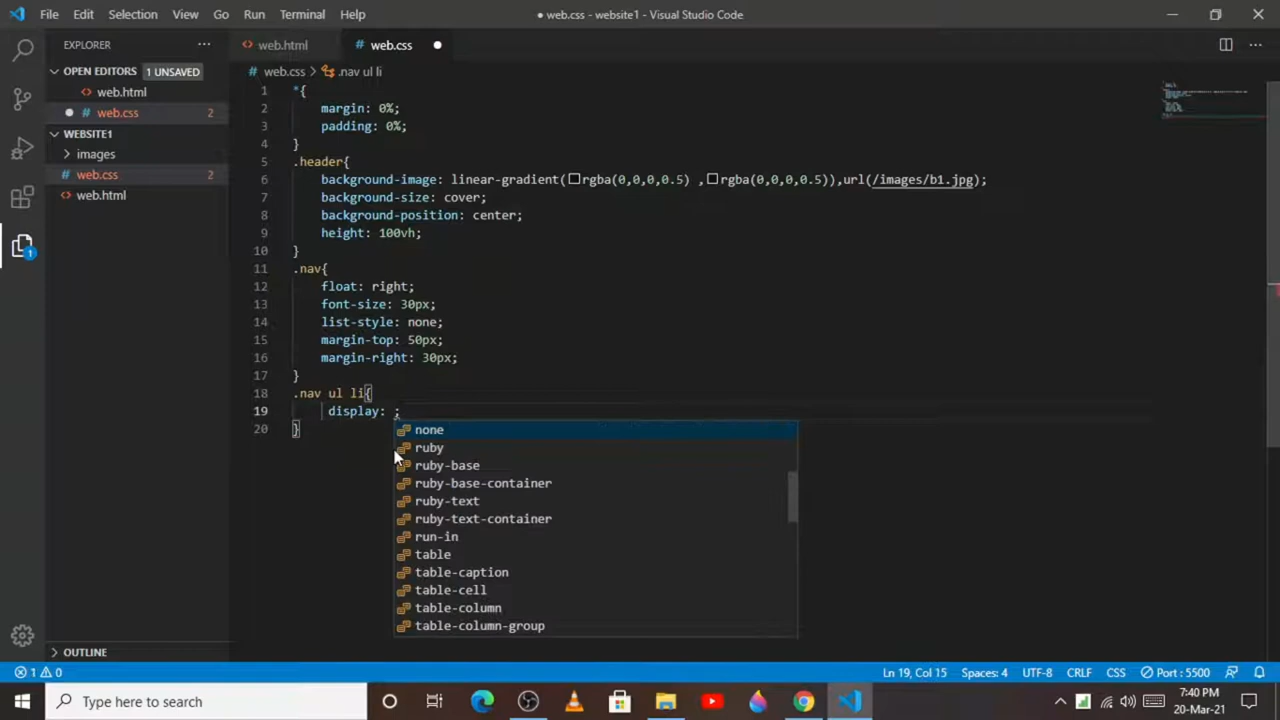 File Edit Selection View Go Run Terminal Help ● web.css - website1 - Visual Studio Code
EXPLORER ···
OPEN EDITORS 1 UNSAVED
<> web.html
● # web.css 2
WEBSITE1
> images
# web.css 2
<> web.html
OUTLINE
<> web.html # web.css ●
# web.css > .nav ul li
1 *{
2 margin: 0%;
3 padding: 0%;
4 }
5 .header{
6 background-image: linear-gradient(rgba(0,0,0,0.5) ,rgba(0,0,0,0.5)),url(/images/b1.jpg);
7 background-size: cover;
8 background-position: center;
9 height: 100vh;
10 }
11 .nav{
12 float: right;
13 font-size: 30px;
14 list-style: none;
15 margin-top: 50px;
16 margin-right: 30px;
17 }
18 .nav ul li{
19 display: ;
20 }
none
ruby
ruby-base
ruby-base-container
ruby-text
ruby-text-container
run-in
table
table-caption
table-cell
table-column
table-column-group
1
1 0 Ln 19, Col 15 Spaces: 4 UTF-8 CRLF CSS Port : 5500
Type here to search
7:40 PM
20-Mar-21